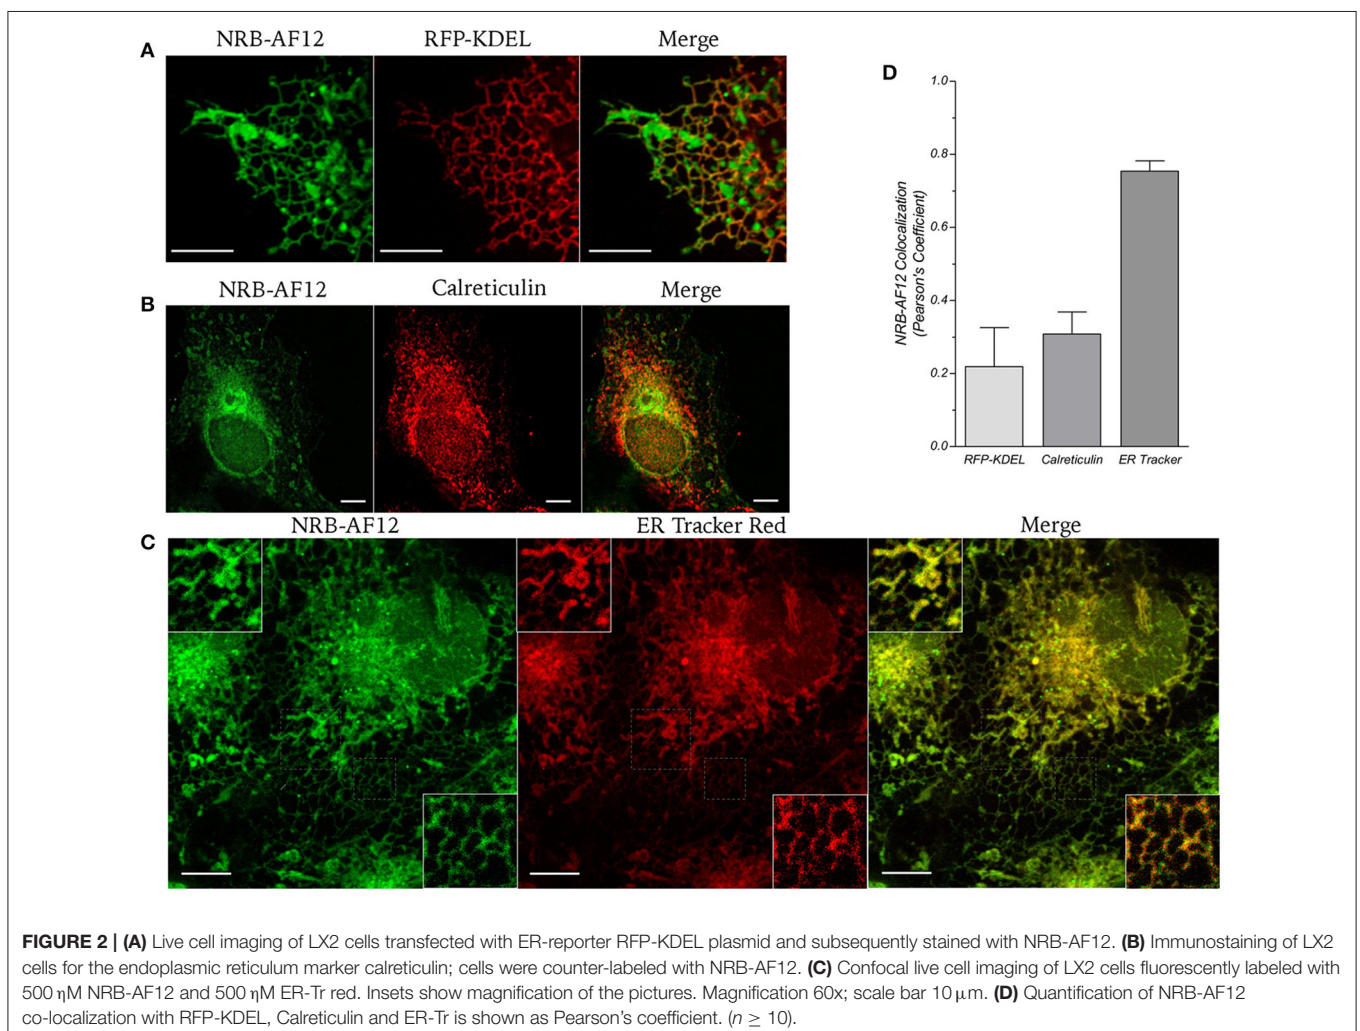 A
NRB-AF12
RFP-KDEL
Merge
B
NRB-AF12
Calreticulin
Merge
C
NRB-AF12
ER Tracker Red
Merge
D
NRB-AF12 Colocalization
(Pearson's Coefficient)
1.0
0.8
0.6
0.4
0.2
0.0
RFP-KDEL
Calreticulin
ER Tracker
FIGURE 2 | (A) Live cell imaging of LX2 cells transfected with ER-reporter RFP-KDEL plasmid and subsequently stained with NRB-AF12. (B) Immunostaining of LX2
cells for the endoplasmic reticulum marker calreticulin; cells were counter-labeled with NRB-AF12. (C) Confocal live cell imaging of LX2 cells fluorescently labeled with
500 ηM NRB-AF12 and 500 ηM ER-Tr red. Insets show magnification of the pictures. Magnification 60x; scale bar 10 μm. (D) Quantification of NRB-AF12
co-localization with RFP-KDEL, Calreticulin and ER-Tr is shown as Pearson's coefficient. (n ≥ 10).